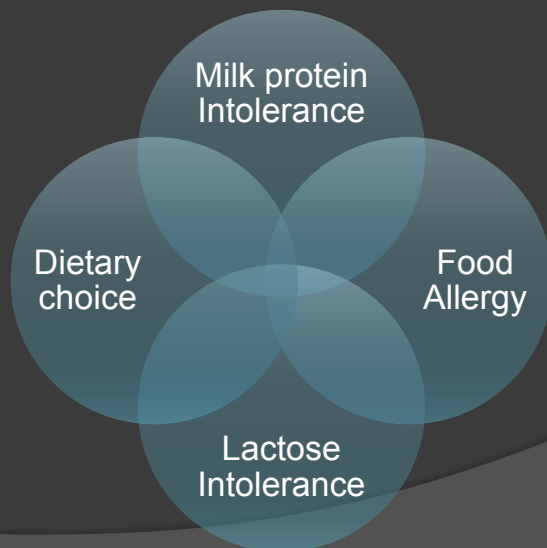 Milk protein
Intolerance
Dietary
choice
Food
Allergy
Lactose
Intolerance